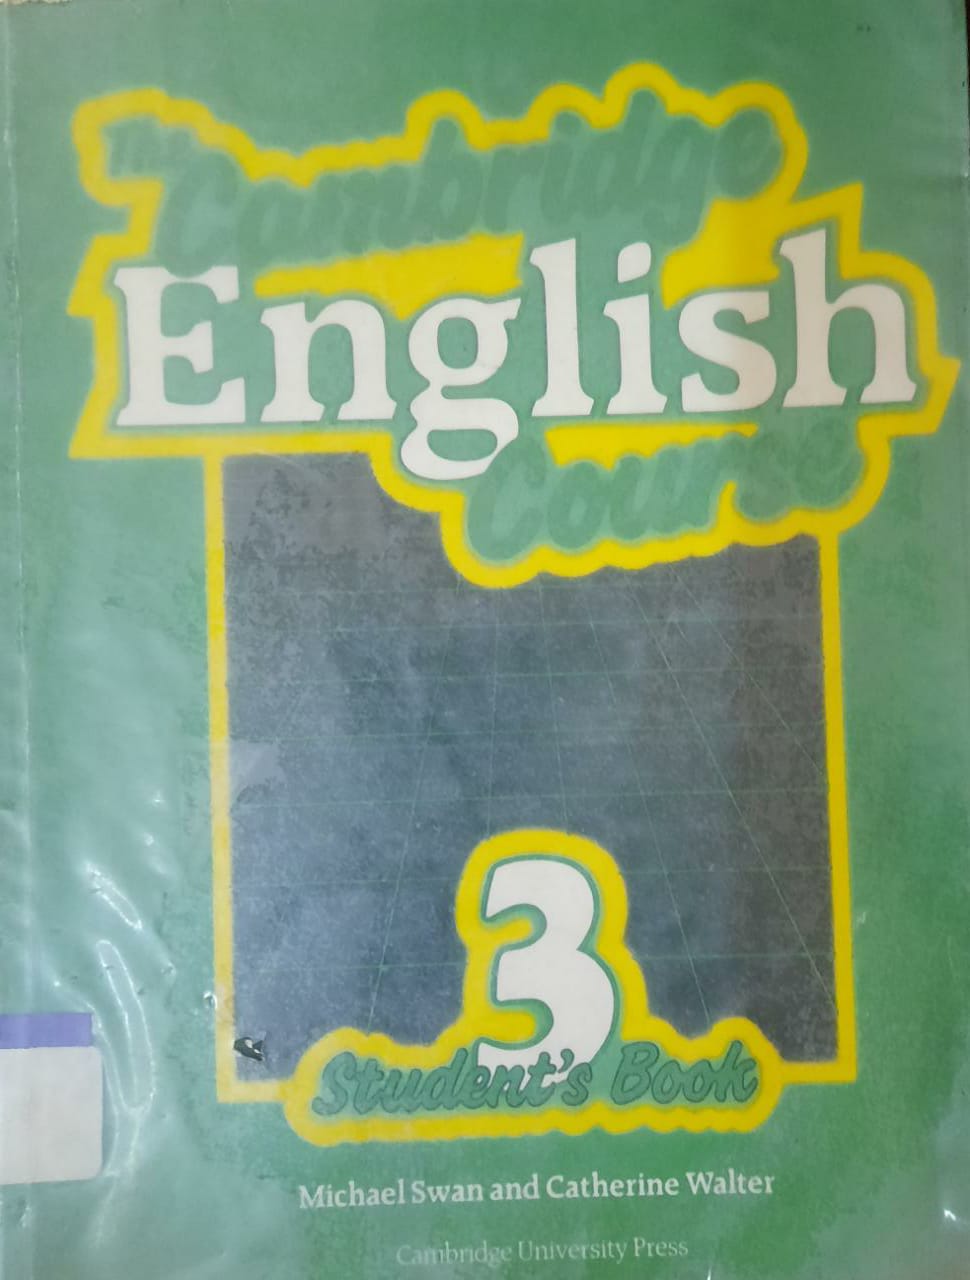 The Cambridge
English
Course
3
Student's Book
Michael Swan and Catherine Walter
Cambridge University Press